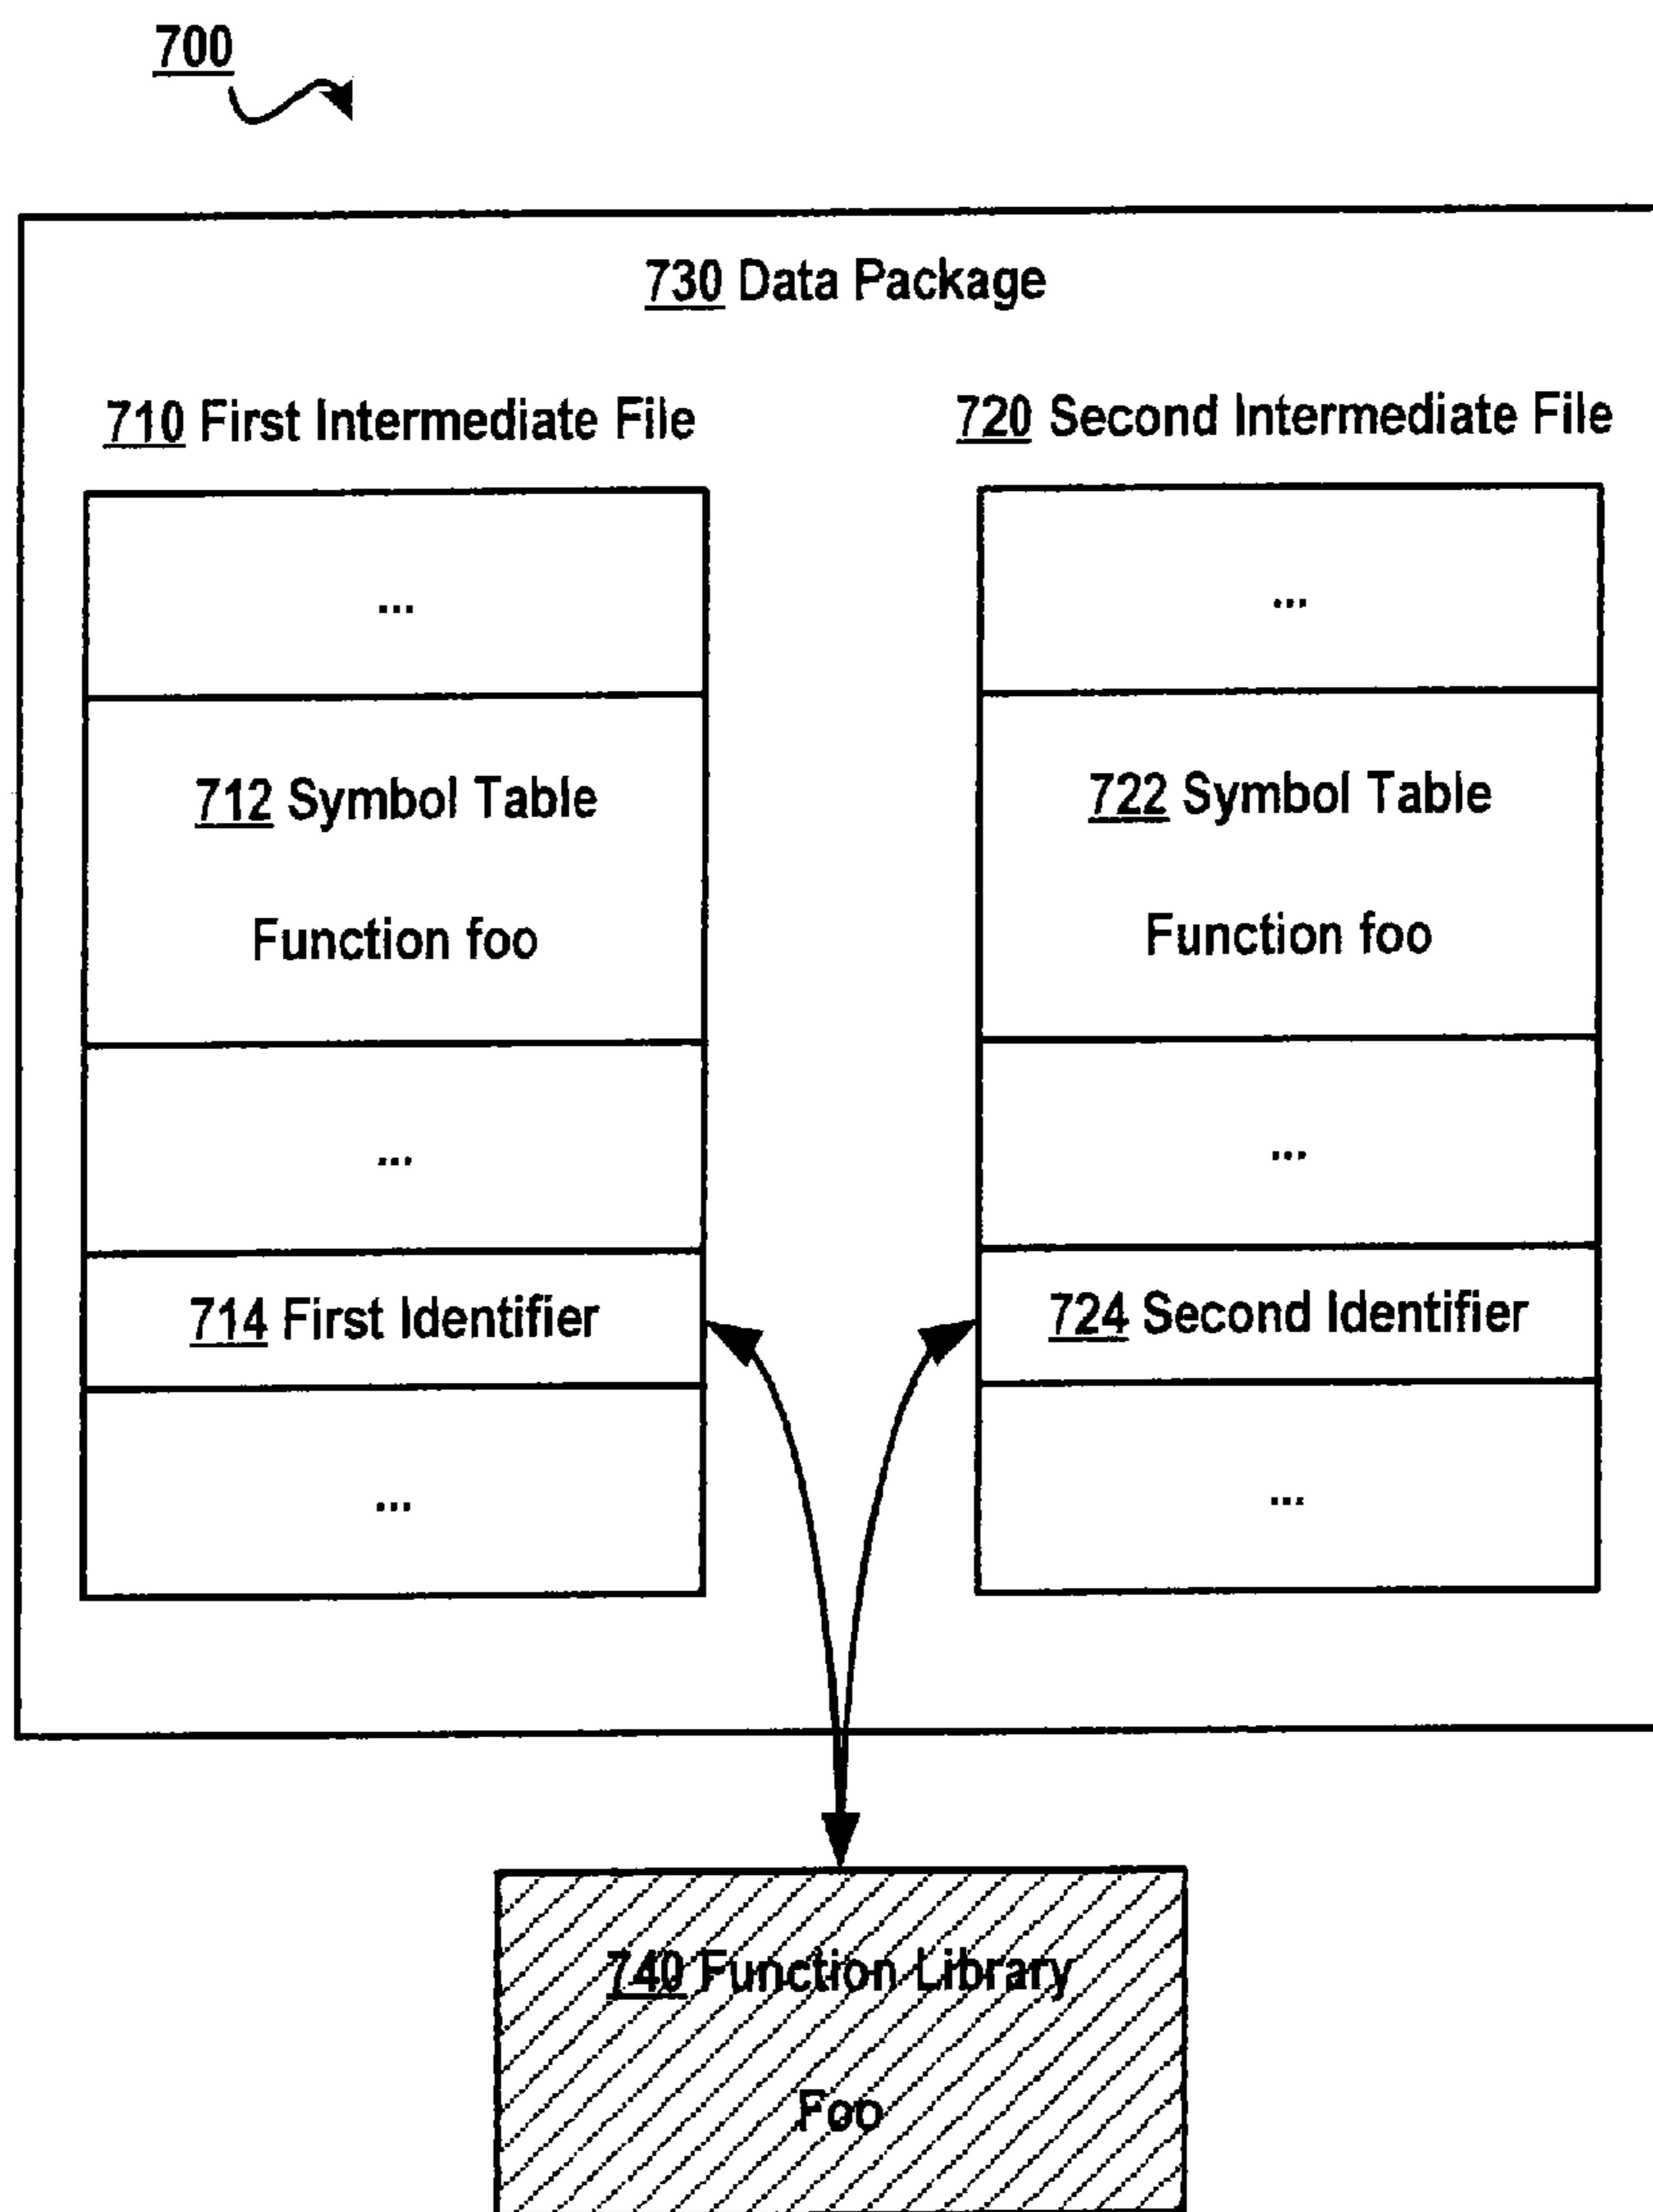 700
730 Data Package
710 First Intermediate File
720 Second Intermediate File
...
...
712 Symbol Table
722 Symbol Table
Function foo
Function foo
...
...
714 First Identifier
724 Second Identifier
...
...
740 Function Library
Foo